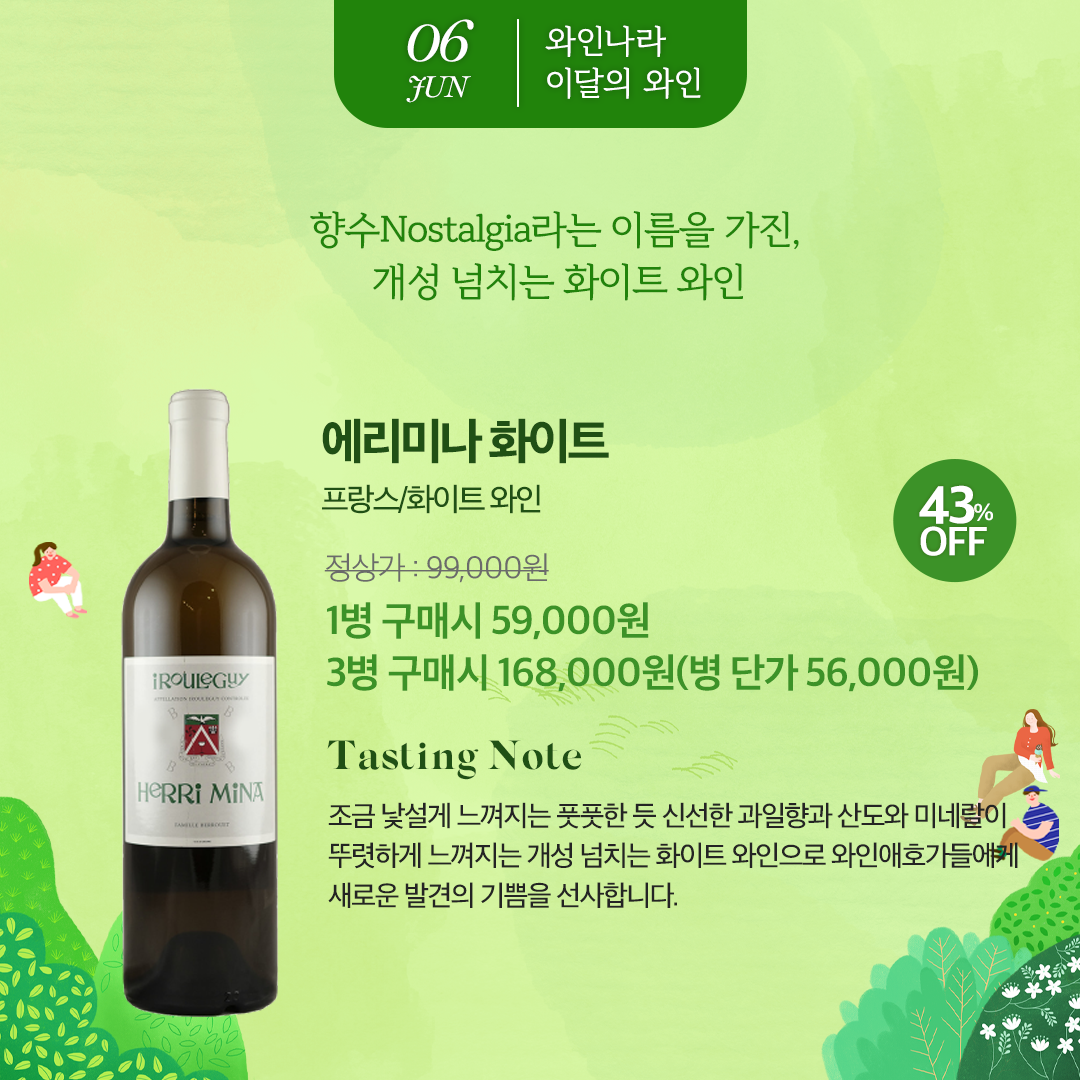 06
JUN
와인나라
이달의 와인
향수Nostalgia라는 이름을 가진,
개성 넘치는 화이트 와인
에리미나 화이트
프랑스/화이트 와인
43%
OFF
정상가 : 99,000원
1병 구매시 59,000원
3병 구매시 168,000원(병 단가 56,000원)
Tasting Note
조금 낯설게 느껴지는 풋풋한 듯 신선한 과일향과 산도와 미네랄이
뚜렷하게 느껴지는 개성 넘치는 화이트 와인으로 와인애호가들에게
새로운 발견의 기쁨을 선사합니다.
IROULEGUY
APPELLATION IROULEGUY CONTROLEE
B B
B B
HERRI MINA
FAMILLE BERROUET